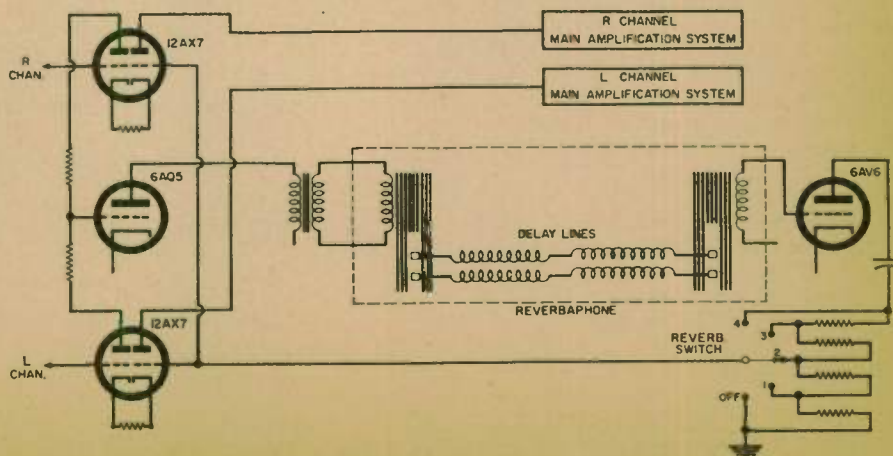 12AX7
R CHANNEL
MAIN AMPLIFICATION SYSTEM
R
CHAN.
L CHANNEL
MAIN AMPLIFICATION SYSTEM
6AQ5
6AV6
DELAY LINES
REVERBAPHONE
12AX7
4
3
REVERB
SWITCH
2
L
CHAN.
1
OFF